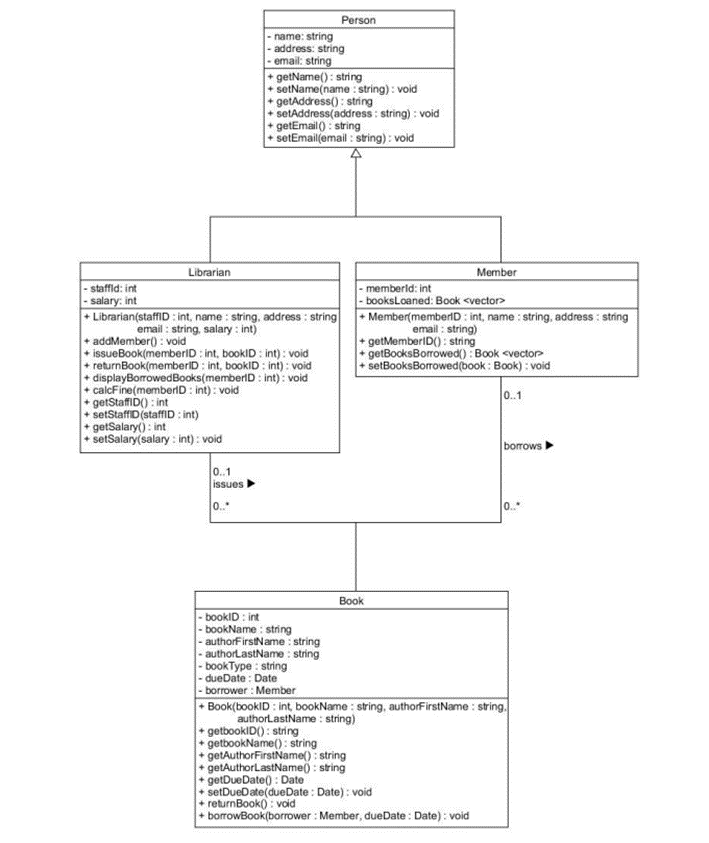 Person
- name: string
- address: string
- email: string
+ getName() : string
+ setName(name : string) : void
+ getAddress() : string
+ setAddress(address : string) : void
+ getEmail() : string
+ setEmail(email : string) : void
Librarian
- staffId: int
- salary: int
+ Librarian(staffID : int, name : string, address : string
email : string, salary : int)
+ addMember() : void
+ issueBook(memberID : int, bookID : int) : void
+ returnBook(memberID : int, bookID : int) : void
+ displayBorrowedBooks(memberID : int) : void
+ calcFine(memberID : int) : void
+ getStaffID() : int
+ setStaffID(staffID : int)
+ getSalary() : int
+ setSalary(salary : int) : void
Member
- memberId: int
- booksLoaned: Book <vector>
+ Member(memberID : int, name : string, address : string
email : string)
+ getMemberID() : string
+ getBooksBorrowed() : Book <vector>
+ setBooksBorrowed(book : Book) : void
0..1
issues ▶
0..*
0..1
borrows ▶
0..*
Book
- bookID : int
- bookName : string
- authorFirstName : string
- authorLastName : string
- bookType : string
- dueDate : Date
- borrower : Member
+ Book(bookID : int, bookName : string, authorFirstName : string,
authorLastName : string)
+ getbookID() : string
+ getbookName() : string
+ getAuthorFirstName() : string
+ getAuthorLastName() : string
+ getDueDate() : Date
+ setDueDate(dueDate : Date) : void
+ returnBook() : void
+ borrowBook(borrower : Member, dueDate : Date) : void